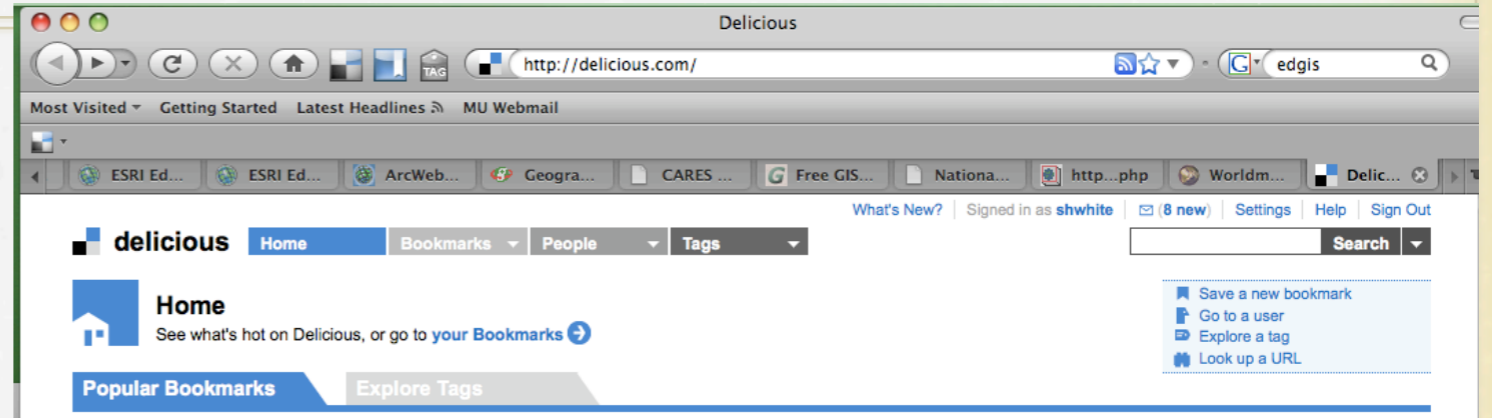 Delicious
TAG http://delicious.com/ G edgis
Most Visited Getting Started Latest Headlines MU Webmail
ESRI Ed... ESRI Ed... ArcWeb... Geogra... CARES ... G Free GIS... Nationa... http...php Worldm... Delic...
What's New? Signed in as shwhite (8 new) Settings Help Sign Out
delicious Home Bookmarks People Tags Search
Home
See what's hot on Delicious, or go to your Bookmarks
Save a new bookmark
Go to a user
Explore a tag
Look up a URL
Popular Bookmarks Explore Tags